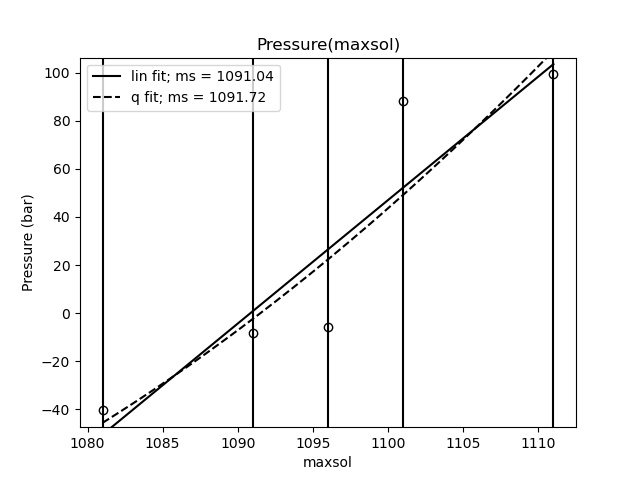 Pressure(maxsol)
lin fit; ms = 1091.04
q fit; ms = 1091.72
100
80
60
40
20
0
−20
−40
Pressure (bar)
1080 1085 1090 1095 1100 1105 1110
maxsol